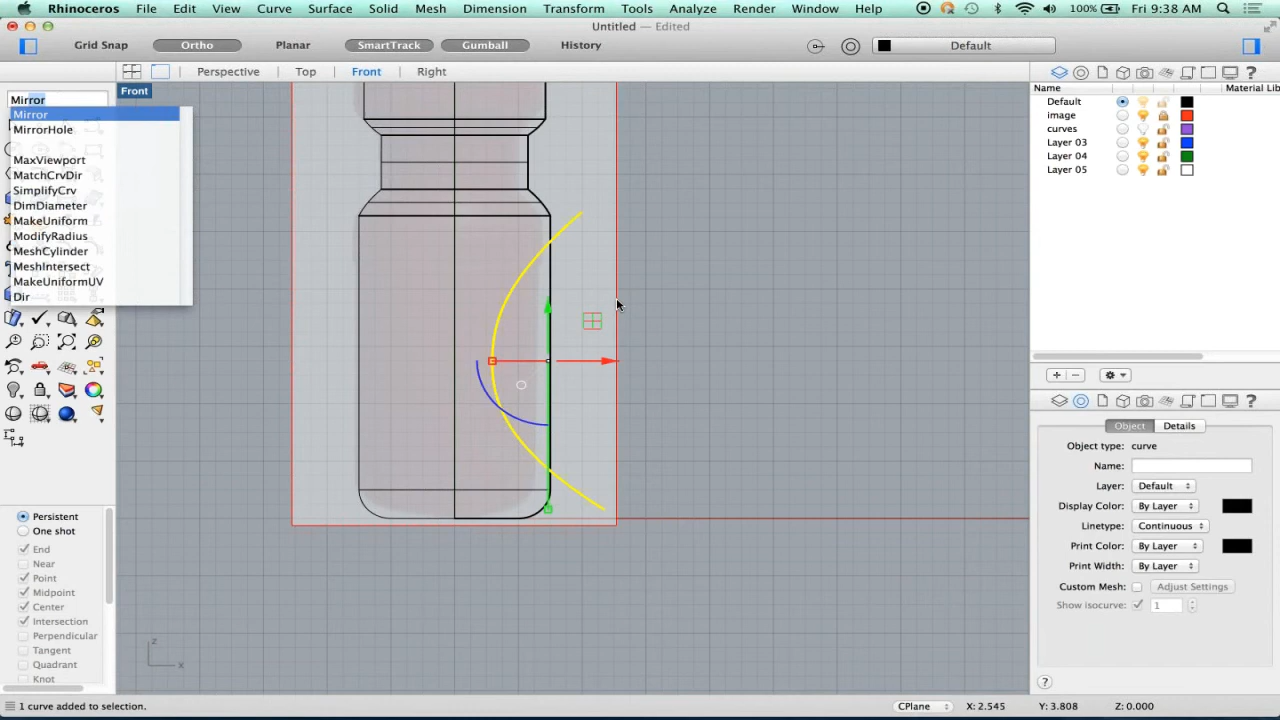 Rhinoceros File Edit View Curve Surface Solid Mesh Dimension Transform Tools Analyze Render Window Help 100% Fri 9:38 AM
Untitled — Edited
Grid Snap Ortho Planar SmartTrack Gumball History Default
Perspective Top Front Right
Front
Mirror
Mirror
MirrorHole
MaxViewport
MatchCrvDir
SimplifyCrv
DimDiameter
MakeUniform
ModifyRadius
MeshCylinder
MeshIntersect
MakeUniformUV
Dir
Persistent
One shot
End
Near
Point
Midpoint
Center
Intersection
Perpendicular
Tangent
Quadrant
Knot
z
x
Name Material Lib
Default
image
curves
Layer 03
Layer 04
Layer 05
Object Details
Object type: curve
Name:
Layer: Default
Display Color: By Layer
Linetype: Continuous
Print Color: By Layer
Print Width: By Layer
Custom Mesh: Adjust Settings
Show isocurve: 1
1 curve added to selection. CPlane X: 2.545 Y: 3.808 Z: 0.000